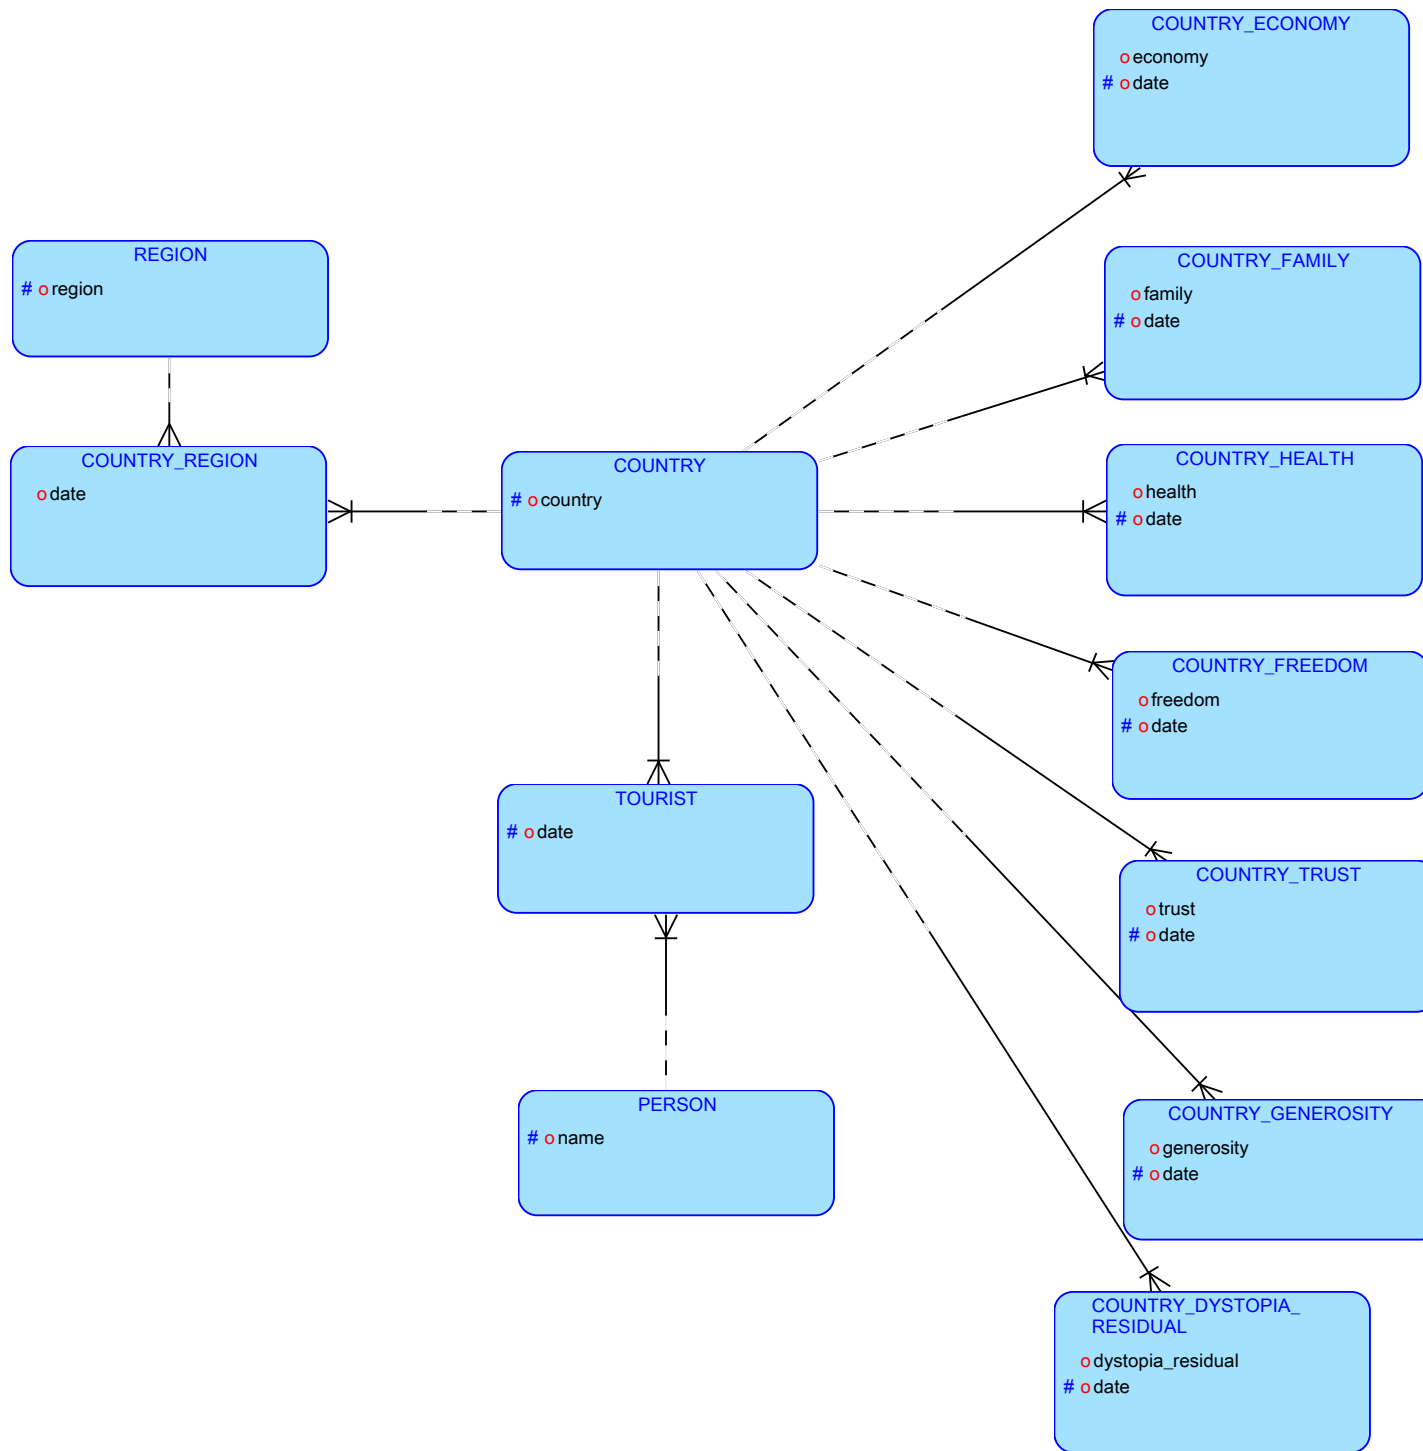 COUNTRY_ECONOMY
o economy
# o date
REGION
# o region
COUNTRY_FAMILY
o family
# o date
COUNTRY_REGION
o date
COUNTRY
# o country
COUNTRY_HEALTH
o health
# o date
COUNTRY_FREEDOM
o freedom
# o date
TOURIST
# o date
COUNTRY_TRUST
o trust
# o date
PERSON
# o name
COUNTRY_GENEROSITY
o generosity
# o date
COUNTRY_DYSTOPIA_
RESIDUAL
o dystopia_residual
# o date